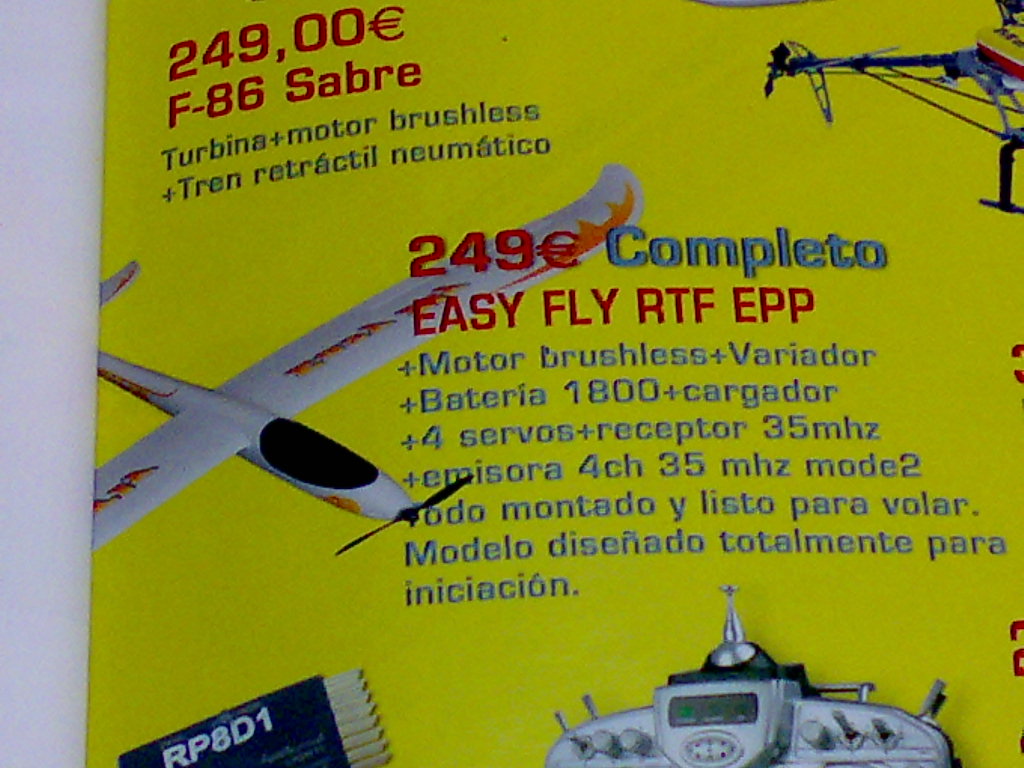 249,00€
F-86 Sabre
Turbina+motor brushless
+Tren retráctil neumático
249€ Completo
EASY FLY RTF EPP
+Motor brushless+Variador
+Batería 1800+cargador
+4 servos+receptor 35mhz
+emisora 4ch 35 mhz mode2
Todo montado y listo para volar.
Modelo diseñado totalmente para
iniciación.
RP8D1